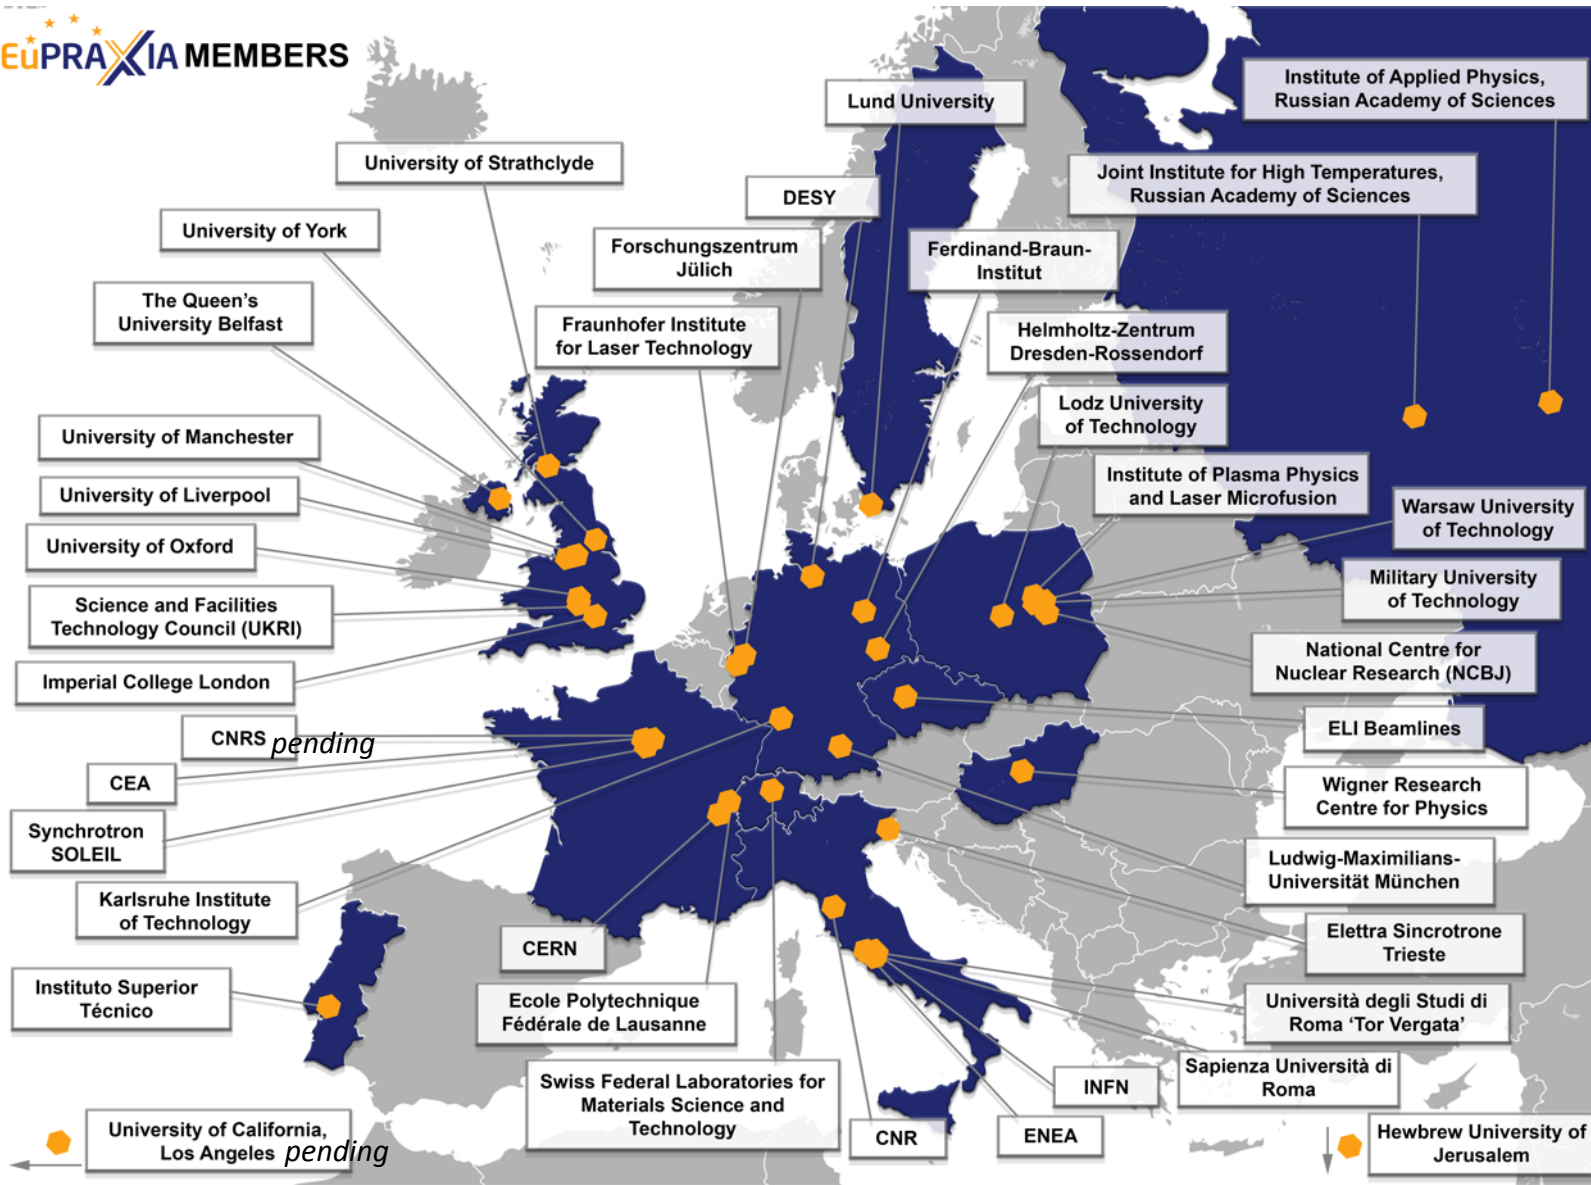 EuPRAXIA MEMBERS
Lund University
Institute of Applied Physics,
Russian Academy of Sciences
University of Strathclyde
Joint Institute for High Temperatures,
Russian Academy of Sciences
DESY
University of York
Forschungszentrum
Jülich
Ferdinand-Braun-
Institut
The Queen's
University Belfast
Fraunhofer Institute
for Laser Technology
Helmholtz-Zentrum
Dresden-Rossendorf
Lodz University
of Technology
University of Manchester
Institute of Plasma Physics
and Laser Microfusion
University of Liverpool
Warsaw University
of Technology
University of Oxford
Military University
of Technology
Science and Facilities
Technology Council (UKRI)
National Centre for
Nuclear Research (NCBJ)
Imperial College London
ELI Beamlines
CNRS pending
CEA
Wigner Research
Centre for Physics
Synchrotron
SOLEIL
Ludwig-Maximilians-
Universität München
Karlsruhe Institute
of Technology
CERN
Elettra Sincrotrone
Trieste
Instituto Superior
Técnico
Ecole Polytechnique
Fédérale de Lausanne
Università degli Studi di
Roma 'Tor Vergata'
Swiss Federal Laboratories for
Materials Science and
Technology
INFN
Sapienza Università di
Roma
University of California,
Los Angeles pending
CNR
ENEA
Hewbrew University of
Jerusalem